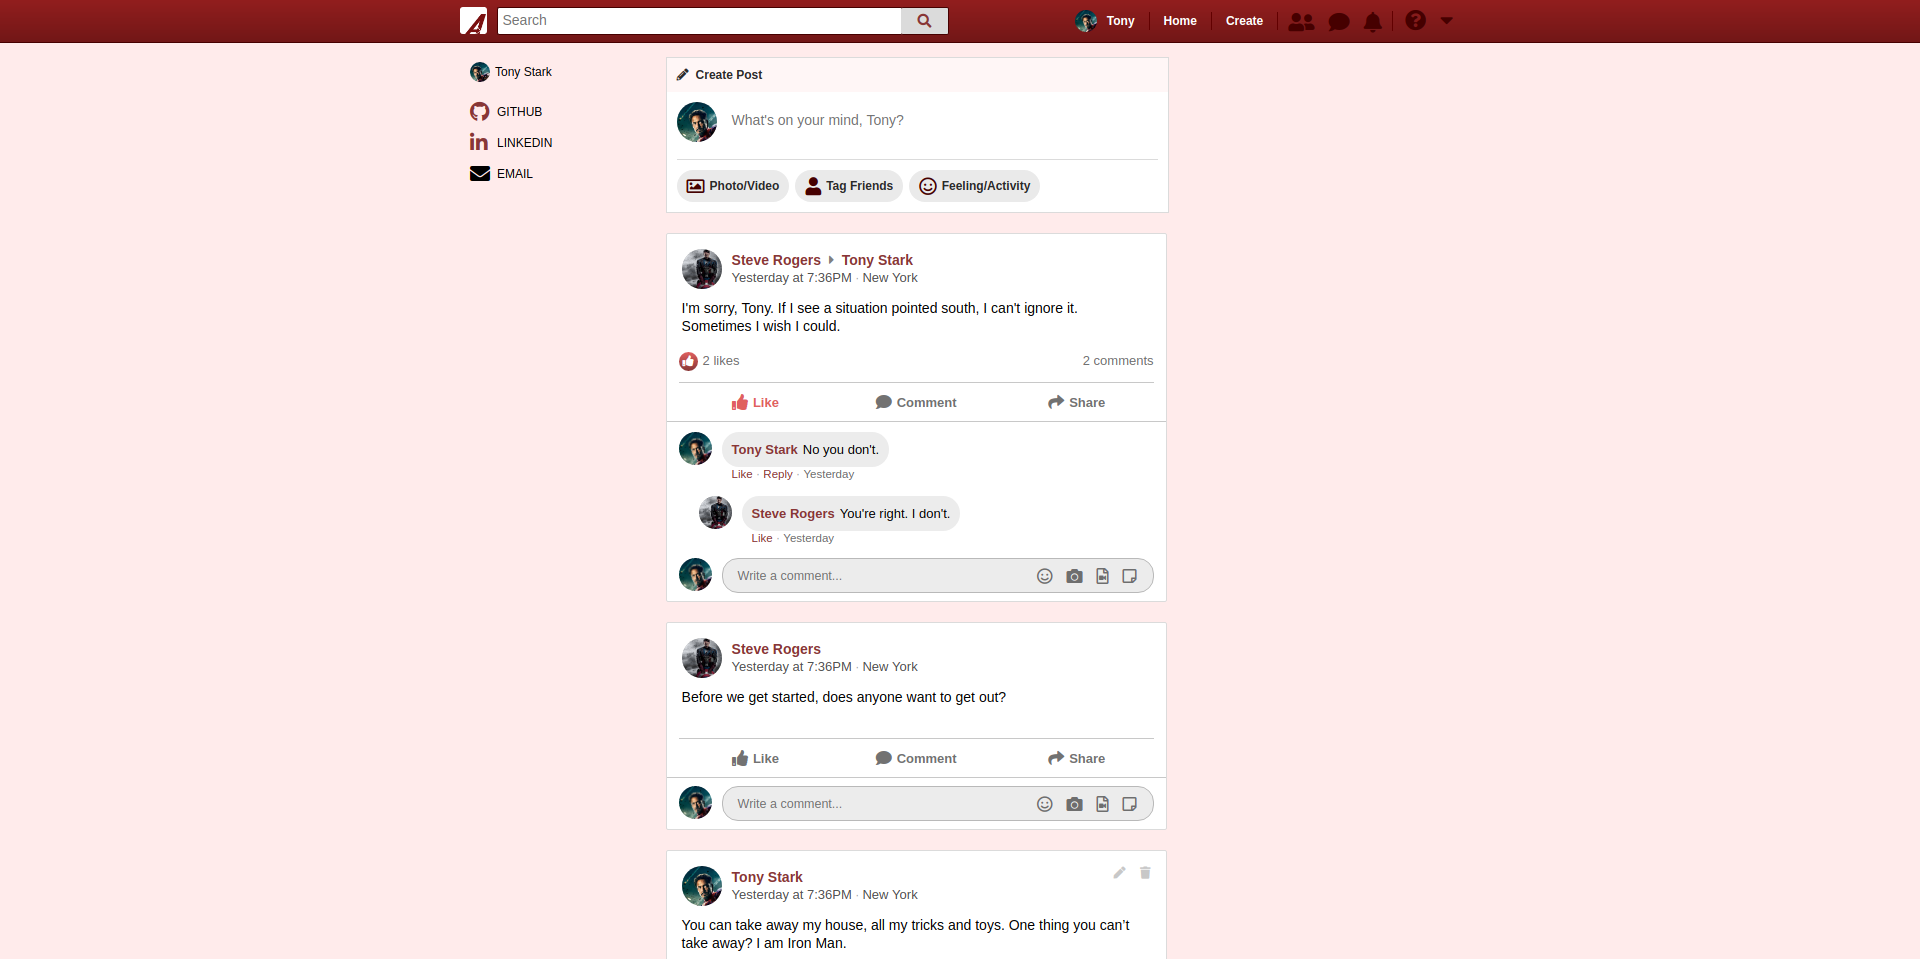 Search
Tony Home Create
Tony Stark
GITHUB
LINKEDIN
EMAIL
Create Post
What's on your mind, Tony?
Photo/Video Tag Friends Feeling/Activity
Steve Rogers Tony Stark
Yesterday at 7:36PM · New York
I'm sorry, Tony. If I see a situation pointed south, I can't ignore it.
Sometimes I wish I could.
2 likes 2 comments
Like Comment Share
Tony Stark No you don't.
Like · Reply · Yesterday
Steve Rogers You're right. I don't.
Like · Yesterday
Write a comment...
Steve Rogers
Yesterday at 7:36PM · New York
Before we get started, does anyone want to get out?
Like Comment Share
Write a comment...
Tony Stark
Yesterday at 7:36PM · New York
You can take away my house, all my tricks and toys. One thing you can’t
take away? I am Iron Man.